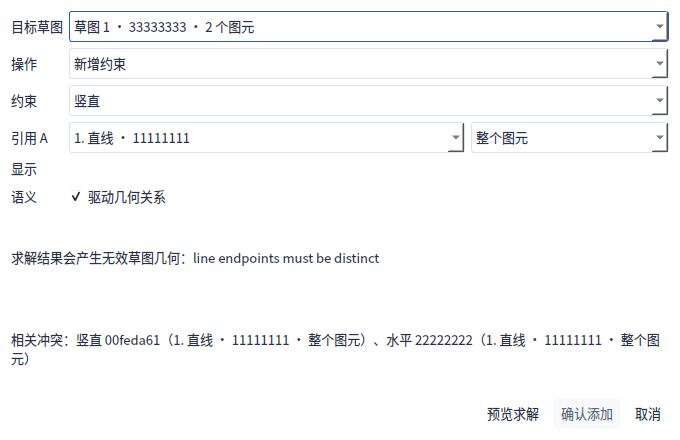 目标草图 草图 1 · 33333333 · 2 个图元
操作 新增约束
约束 竖直
引用 A 1. 直线 · 11111111 整个图元
显示
语义 ✓ 驱动几何关系
求解结果会产生无效草图几何：line endpoints must be distinct
相关冲突：竖直 00feda61（1. 直线 · 11111111 · 整个图元）、水平 22222222（1. 直线 · 11111111 · 整个图
元）
预览求解 确认添加 取消